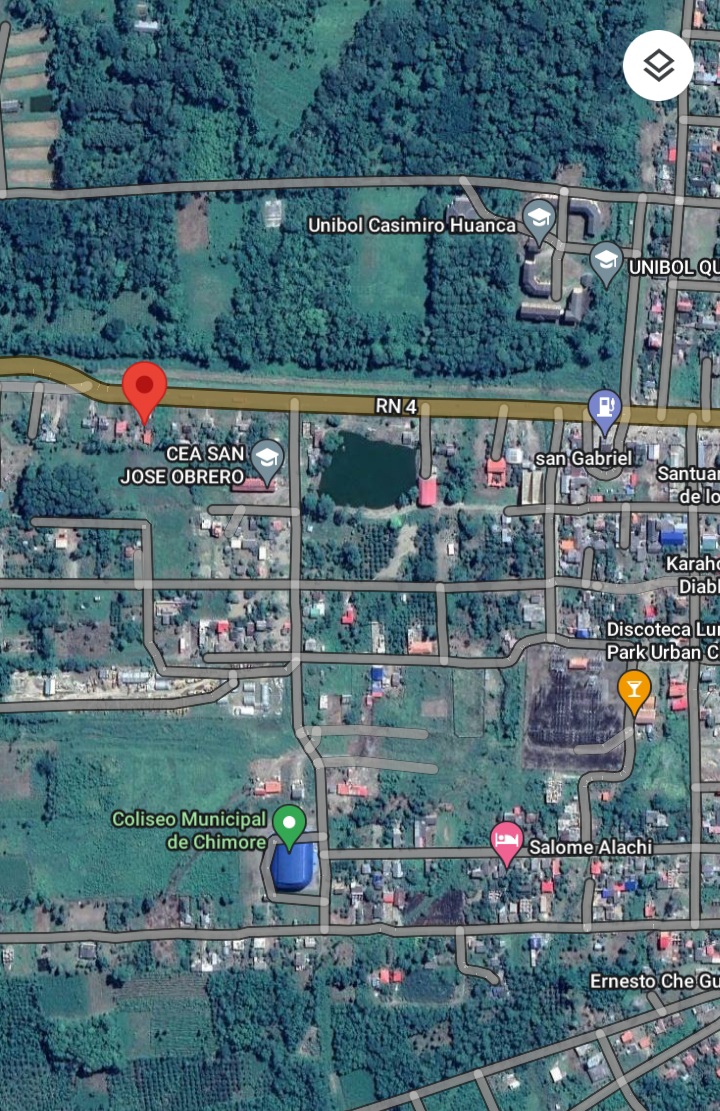 Unibol Casimiro Huanca
UNIBOL QU
RN 4
CEA SAN
JOSE OBRERO
san Gabriel
Santuar
de lo
Karaho
Diabl
Discoteca Lu
Park Urban C
Coliseo Municipal
de Chimore
Salome Alachi
Ernesto Che Gu